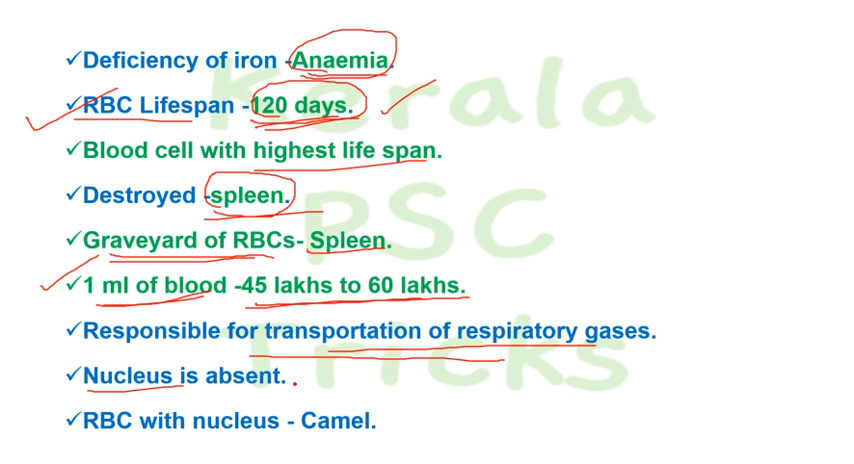 ✓Deficiency of iron -Anaemia.
✓RBC Lifespan -120 days.
✓Blood cell with highest life span.
✓Destroyed -spleen.
✓Graveyard of RBCs- Spleen.
✓1 ml of blood -45 lakhs to 60 lakhs.
✓Responsible for transportation of respiratory gases.
✓Nucleus is absent.
✓RBC with nucleus - Camel.
Kerala
PSC
Tricks